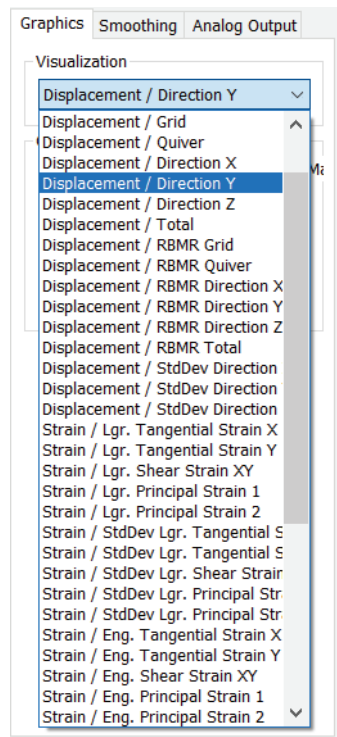 Graphics Smoothing Analog Output
Visualization
Displacement / Direction Y
Displacement / Grid
Displacement / Quiver
Displacement / Direction X
Displacement / Direction Y
Displacement / Direction Z
Displacement / Total
Displacement / RBMR Grid
Displacement / RBMR Quiver
Displacement / RBMR Direction X
Displacement / RBMR Direction Y
Displacement / RBMR Direction Z
Displacement / RBMR Total
Displacement / StdDev Direction
Displacement / StdDev Direction
Displacement / StdDev Direction
Strain / Lgr. Tangential Strain X
Strain / Lgr. Tangential Strain Y
Strain / Lgr. Shear Strain XY
Strain / Lgr. Principal Strain 1
Strain / Lgr. Principal Strain 2
Strain / StdDev Lgr. Tangential S
Strain / StdDev Lgr. Tangential S
Strain / StdDev Lgr. Shear Strain
Strain / StdDev Lgr. Principal Stra
Strain / StdDev Lgr. Principal Stra
Strain / Eng. Tangential Strain X
Strain / Eng. Tangential Strain Y
Strain / Eng. Shear Strain XY
Strain / Eng. Principal Strain 1
Strain / Eng. Principal Strain 2